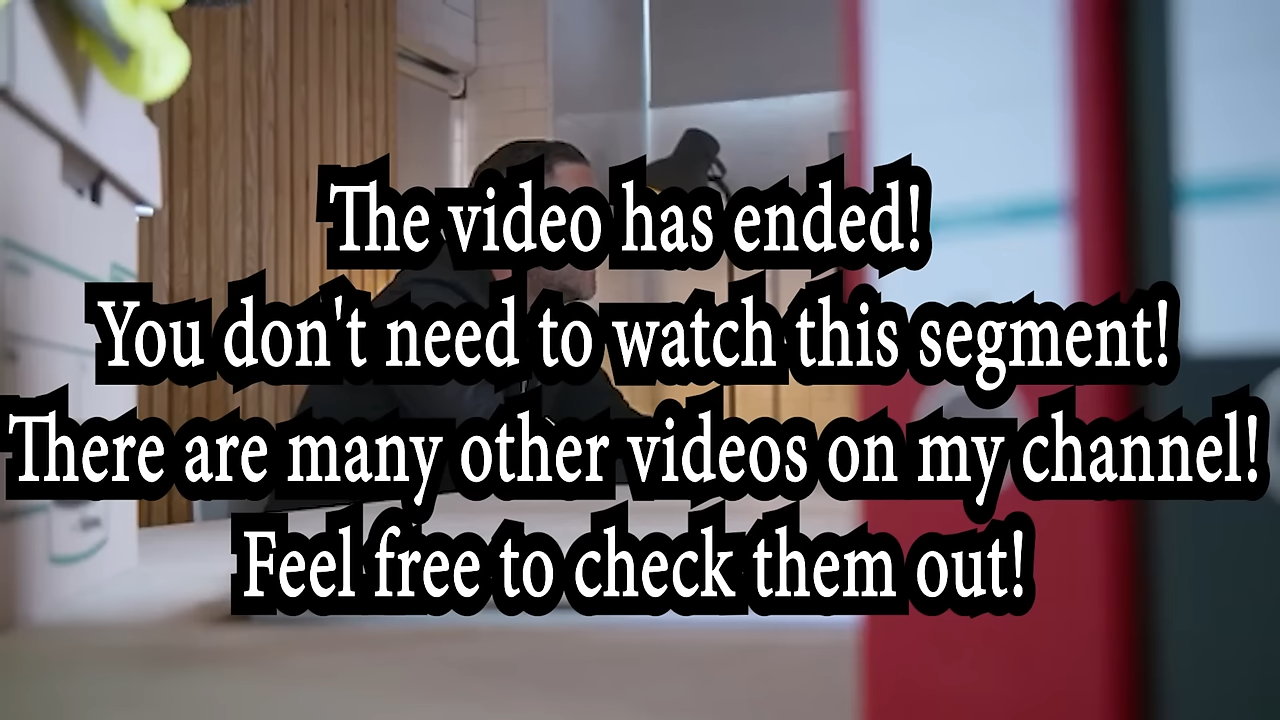 The video has ended!
You don't need to watch this segment!
There are many other videos on my channel!
Feel free to check them out!